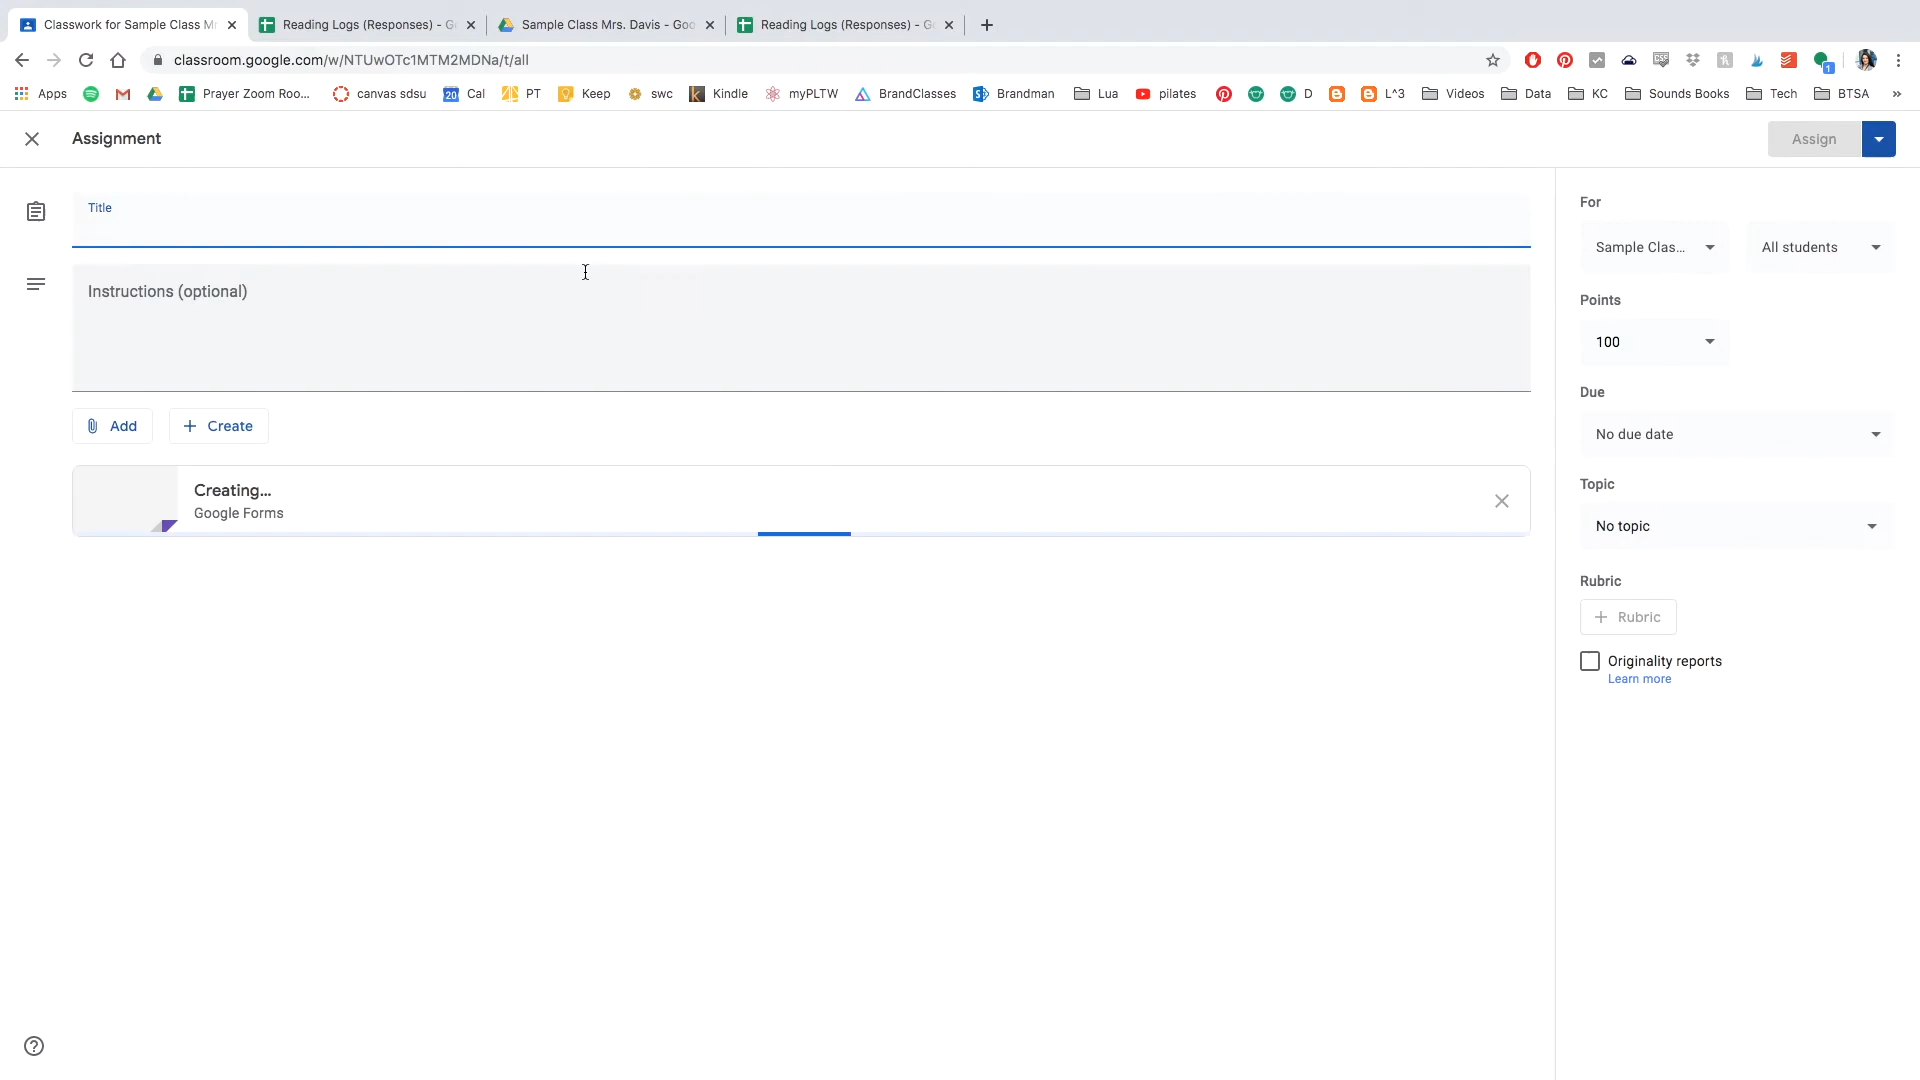 Classwork for Sample Class Mr
Reading Logs (Responses) - G
Sample Class Mrs. Davis - Goo
Reading Logs (Responses) - G
classroom.google.com/w/NTUwOTc1MTM2MDNa/t/all
Apps
Prayer Zoom Roo...
canvas sdsu
20
Cal
PT
Keep
swc
Kindle
myPLTW
BrandClasses
Brandman
Lua
pilates
D
L^3
Videos
Data
KC
Sounds Books
Tech
BTSA
»
Assignment
Assign
Title
Instructions (optional)
Add
Create
Creating...
Google Forms
For
Sample Clas...
All students
Points
100
Due
No due date
Topic
No topic
Rubric
Rubric
Originality reports
Learn more